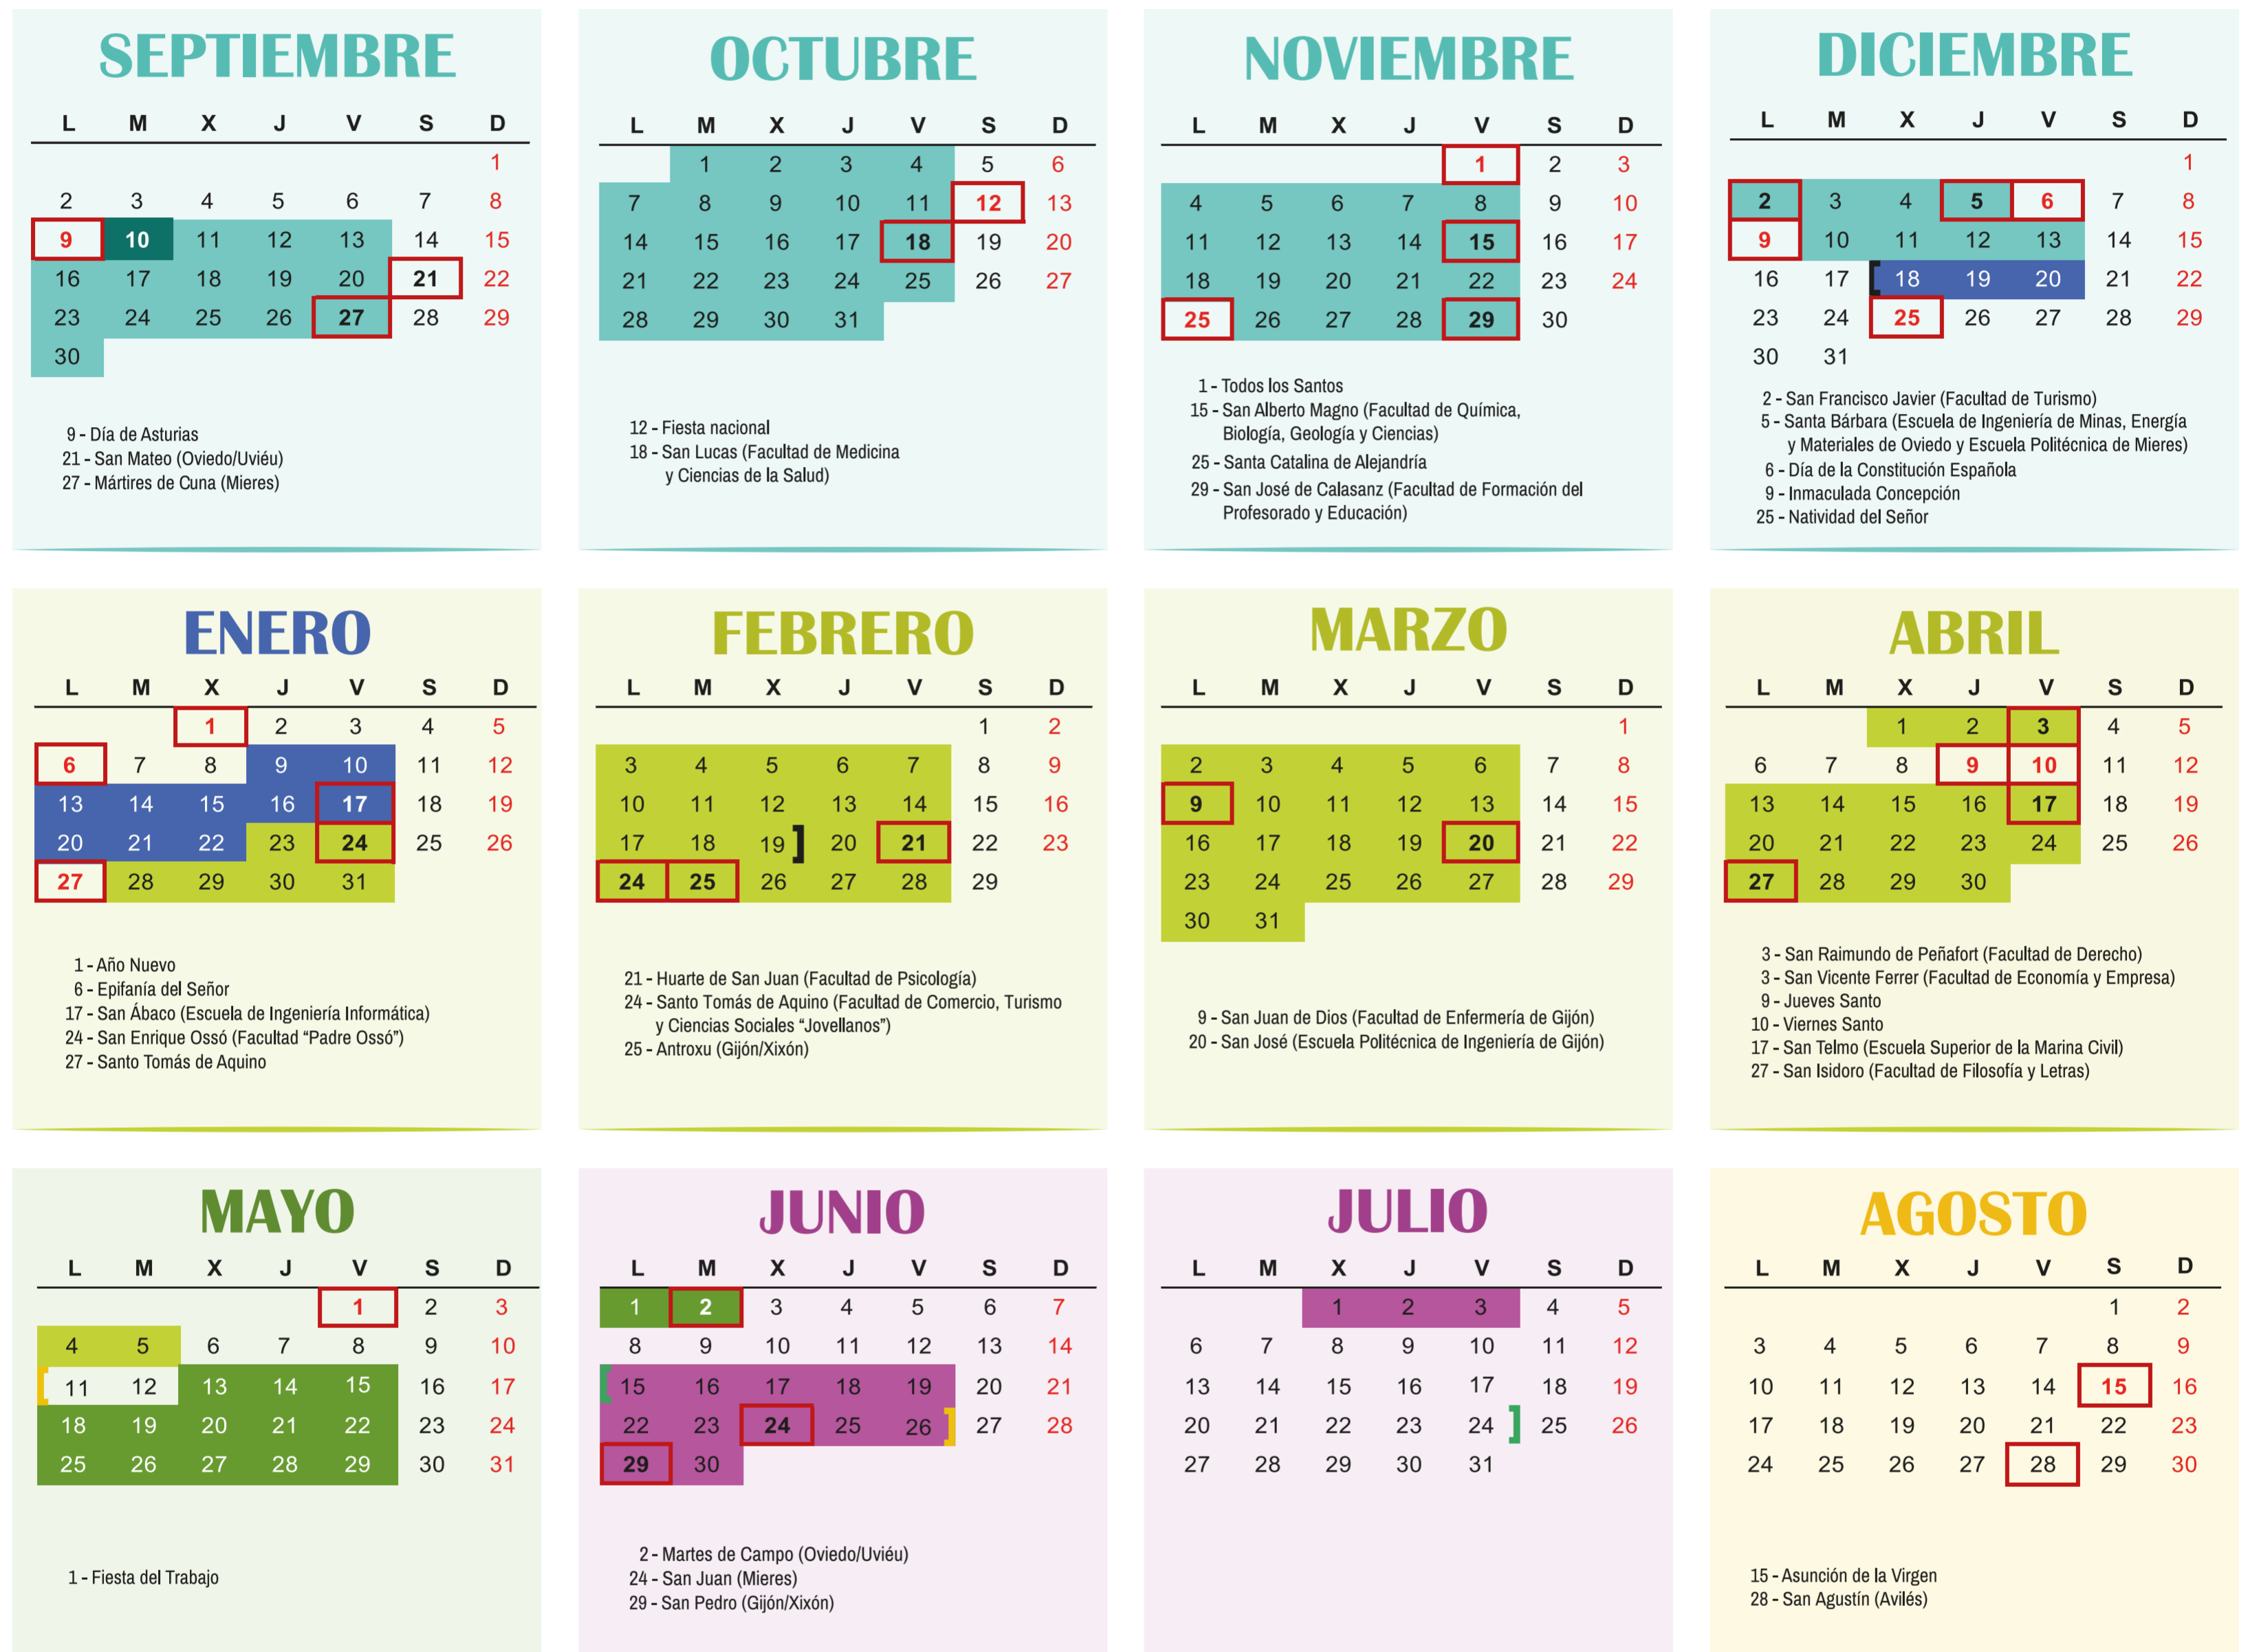 SEPTIEMBRE
L M X J V S D
1
2 3 4 5 6 7 8
9 10 11 12 13 14 15
16 17 18 19 20 21 22
23 24 25 26 27 28 29
30
9 - Día de Asturias
21 - San Mateo (Oviedo/Uviéu)
27 - Mártires de Cuna (Mieres)
OCTUBRE
L M X J V S D
1 2 3 4 5 6
7 8 9 10 11 12 13
14 15 16 17 18 19 20
21 22 23 24 25 26 27
28 29 30 31
12 - Fiesta nacional
18 - San Lucas (Facultad de Medicina
y Ciencias de la Salud)
NOVIEMBRE
L M X J V S D
1 2 3
4 5 6 7 8 9 10
11 12 13 14 15 16 17
18 19 20 21 22 23 24
25 26 27 28 29 30
1 - Todos los Santos
15 - San Alberto Magno (Facultad de Química,
Biología, Geología y Ciencias)
25 - Santa Catalina de Alejandría
29 - San José de Calasanz (Facultad de Formación del
Profesorado y Educación)
DICIEMBRE
L M X J V S D
1
2 3 4 5 6 7 8
9 10 11 12 13 14 15
16 17 [18 19 20 21 22
23 24 25 26 27 28 29
30 31
2 - San Francisco Javier (Facultad de Turismo)
5 - Santa Bárbara (Escuela de Ingeniería de Minas, Energía
y Materiales de Oviedo y Escuela Politécnica de Mieres)
6 - Día de la Constitución Española
9 - Inmaculada Concepción
25 - Natividad del Señor
ENERO
L M X J V S D
1 2 3 4 5
6 7 8 9 10 11 12
13 14 15 16 17 18 19
20 21 22 23 24 25 26
27 28 29 30 31
1 - Año Nuevo
6 - Epifanía del Señor
17 - San Ábaco (Escuela de Ingeniería Informática)
24 - San Enrique Ossó (Facultad “Padre Ossó”)
27 - Santo Tomás de Aquino
FEBRERO
L M X J V S D
1 2
3 4 5 6 7 8 9
10 11 12 13 14 15 16
17 18 19] 20 21 22 23
24 25 26 27 28 29
21 - Huarte de San Juan (Facultad de Psicología)
24 - Santo Tomás de Aquino (Facultad de Comercio, Turismo
y Ciencias Sociales “Jovellanos”)
25 - Antroxu (Gijón/Xixón)
MARZO
L M X J V S D
1
2 3 4 5 6 7 8
9 10 11 12 13 14 15
16 17 18 19 20 21 22
23 24 25 26 27 28 29
30 31
9 - San Juan de Dios (Facultad de Enfermería de Gijón)
20 - San José (Escuela Politécnica de Ingeniería de Gijón)
ABRIL
L M X J V S D
1 2 3 4 5
6 7 8 9 10 11 12
13 14 15 16 17 18 19
20 21 22 23 24 25 26
27 28 29 30
3 - San Raimundo de Peñafort (Facultad de Derecho)
3 - San Vicente Ferrer (Facultad de Economía y Empresa)
9 - Jueves Santo
10 - Viernes Santo
17 - San Telmo (Escuela Superior de la Marina Civil)
27 - San Isidoro (Facultad de Filosofía y Letras)
MAYO
L M X J V S D
1 2 3
4 5 6 7 8 9 10
[11 12 13 14 15 16 17
18 19 20 21 22 23 24
25 26 27 28 29 30 31
1 - Fiesta del Trabajo
JUNIO
L M X J V S D
1 2 3 4 5 6 7
8 9 10 11 12 13 14
[15 16 17 18 19 20 21
22 23 24 25 26] 27 28
29 30
2 - Martes de Campo (Oviedo/Uviéu)
24 - San Juan (Mieres)
29 - San Pedro (Gijón/Xixón)
JULIO
L M X J V S D
1 2 3 4 5
6 7 8 9 10 11 12
13 14 15 16 17 18 19
20 21 22 23 24] 25 26
27 28 29 30 31
AGOSTO
L M X J V S D
1 2
3 4 5 6 7 8 9
10 11 12 13 14 15 16
17 18 19 20 21 22 23
24 25 26 27 28 29 30
15 - Asunción de la Virgen
28 - San Agustín (Avilés)